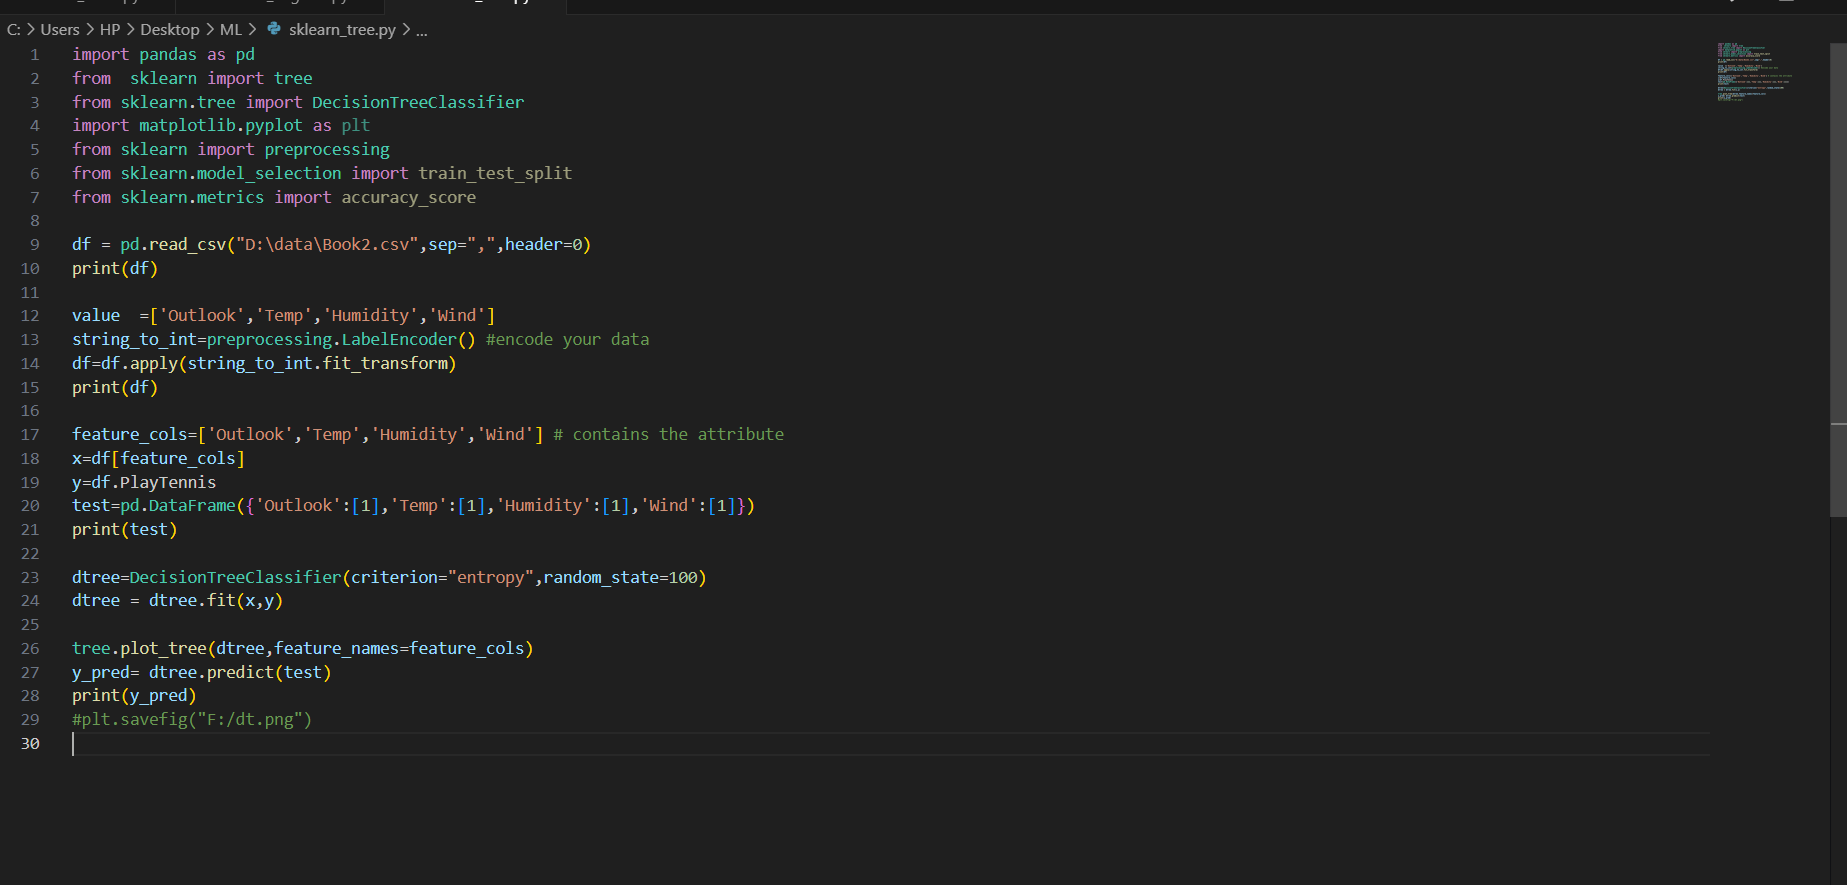 C: > Users > HP > Desktop > ML > sklearn_tree.py > ...
1 import pandas as pd
2 from  sklearn import tree
3 from sklearn.tree import DecisionTreeClassifier
4 import matplotlib.pyplot as plt
5 from sklearn import preprocessing
6 from sklearn.model_selection import train_test_split
7 from sklearn.metrics import accuracy_score
8
9 df = pd.read_csv("D:\data\Book2.csv",sep=",",header=0)
10 print(df)
11
12 value  =['Outlook','Temp','Humidity','Wind']
13 string_to_int=preprocessing.LabelEncoder() #encode your data
14 df=df.apply(string_to_int.fit_transform)
15 print(df)
16
17 feature_cols=['Outlook','Temp','Humidity','Wind'] # contains the attribute
18 x=df[feature_cols]
19 y=df.PlayTennis
20 test=pd.DataFrame({'Outlook':[1],'Temp':[1],'Humidity':[1],'Wind':[1]})
21 print(test)
22
23 dtree=DecisionTreeClassifier(criterion="entropy",random_state=100)
24 dtree = dtree.fit(x,y)
25
26 tree.plot_tree(dtree,feature_names=feature_cols)
27 y_pred= dtree.predict(test)
28 print(y_pred)
29 #plt.savefig("F:/dt.png")
30